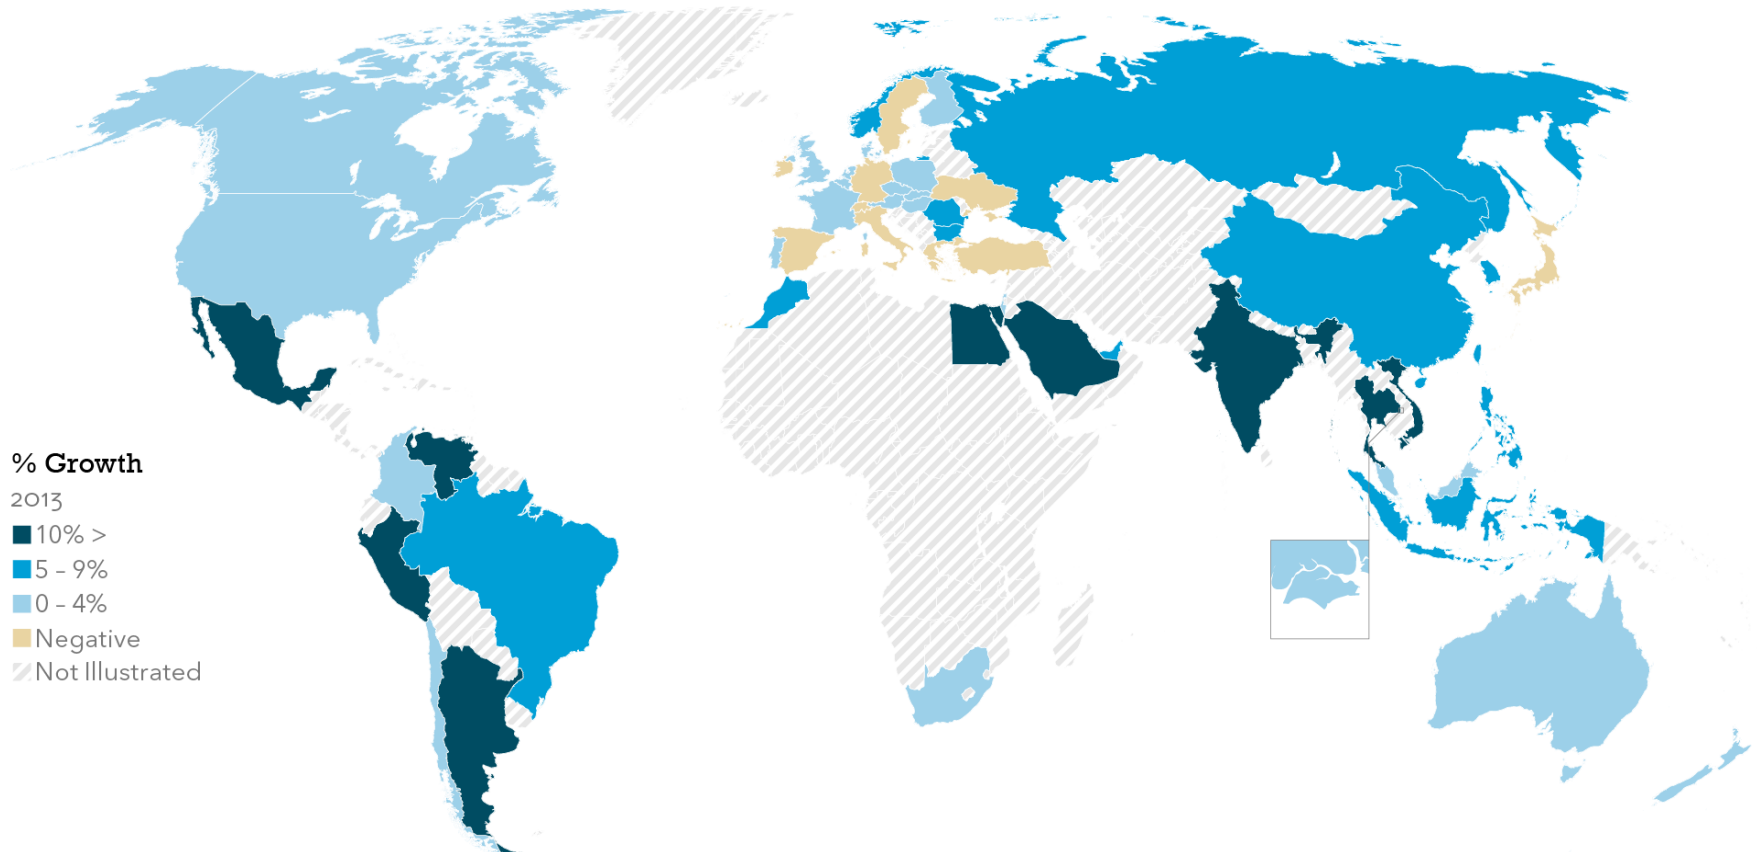 % Growth
2013
10% >
5 - 9%
0 - 4%
Negative
Not Illustrated